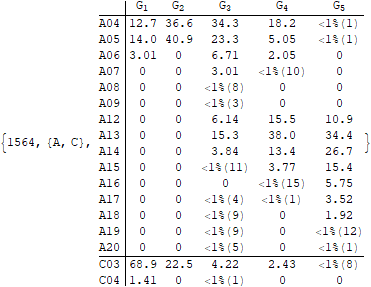 G1 G2 G3 G4 G5
A04 12.7 36.6 34.3 18.2 <1%(1)
A05 14.0 40.9 23.3 5.05 <1%(1)
A06 3.01 0 6.71 2.05 0
A07 0 0 3.01 <1%(10) 0
A08 0 0 <1%(8) 0 0
A09 0 0 <1%(3) 0 0
A12 0 0 6.14 15.5 10.9
{1564, {A, C}, A13 0 0 15.3 38.0 34.4
A14 0 0 3.84 13.4 26.7
A15 0 0 <1%(11) 3.77 15.4
A16 0 0 0 <1%(15) 5.75
A17 0 0 <1%(4) <1%(1) 3.52
A18 0 0 <1%(9) 0 1.92
A19 0 0 <1%(9) 0 <1%(12)
A20 0 0 <1%(5) 0 <1%(1)
C03 68.9 22.5 4.22 2.43 <1%(8)
C04 1.41 0 <1%(1) 0 0
}